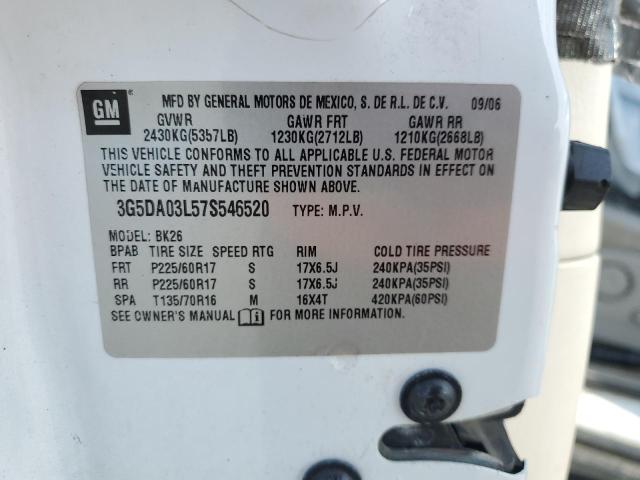 GM
MFD BY GENERAL MOTORS DE MEXICO, S. DE R.L. DE C.V. 09/06
GVWR GAWR FRT GAWR RR
2430KG(5357LB) 1230KG(2712LB) 1210KG(2668LB)
THIS VEHICLE CONFORMS TO ALL APPLICABLE U.S. FEDERAL MOTOR
VEHICLE SAFETY AND THEFT PREVENTION STANDARDS IN EFFECT ON
THE DATE OF MANUFACTURE SHOWN ABOVE.
3G5DA03L57S546520 TYPE: M.P.V.
MODEL: BK26
BPAB TIRE SIZE SPEED RTG RIM COLD TIRE PRESSURE
FRT P225/60R17 S 17X6.5J 240KPA(35PSI)
RR P225/60R17 S 17X6.5J 240KPA(35PSI)
SPA T135/70R16 M 16X4T 420KPA(60PSI)
SEE OWNER'S MANUAL i FOR MORE INFORMATION.